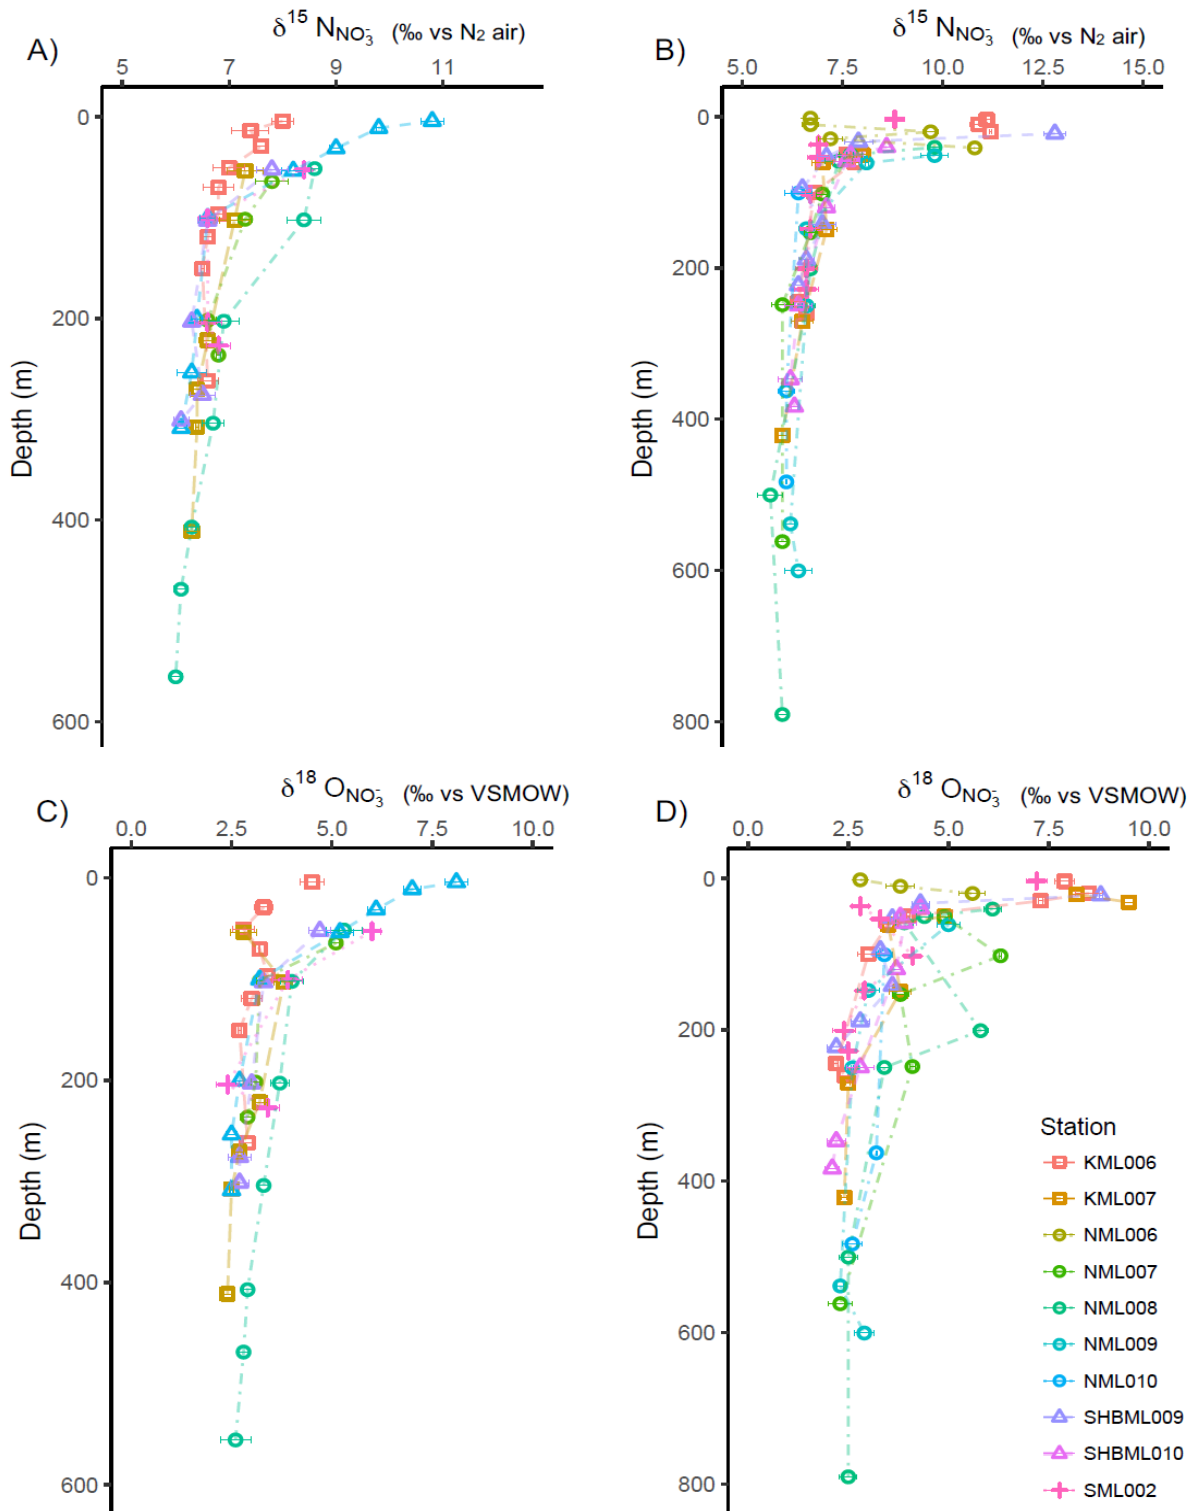 A)
δ¹⁵ N_NO₃⁻ (‰ vs N₂ air)
5 7 9 11
0
200
400
600
Depth (m)
B)
δ¹⁵ N_NO₃⁻ (‰ vs N₂ air)
5.0 7.5 10.0 12.5 15.0
0
200
400
600
800
Depth (m)
C)
δ¹⁸ O_NO₃⁻ (‰ vs VSMOW)
0.0 2.5 5.0 7.5 10.0
0
200
400
600
Depth (m)
D)
δ¹⁸ O_NO₃⁻ (‰ vs VSMOW)
0.0 2.5 5.0 7.5 10.0
0
200
400
600
800
Depth (m)
Station
KML006
KML007
NML006
NML007
NML008
NML009
NML010
SHBML009
SHBML010
SML002